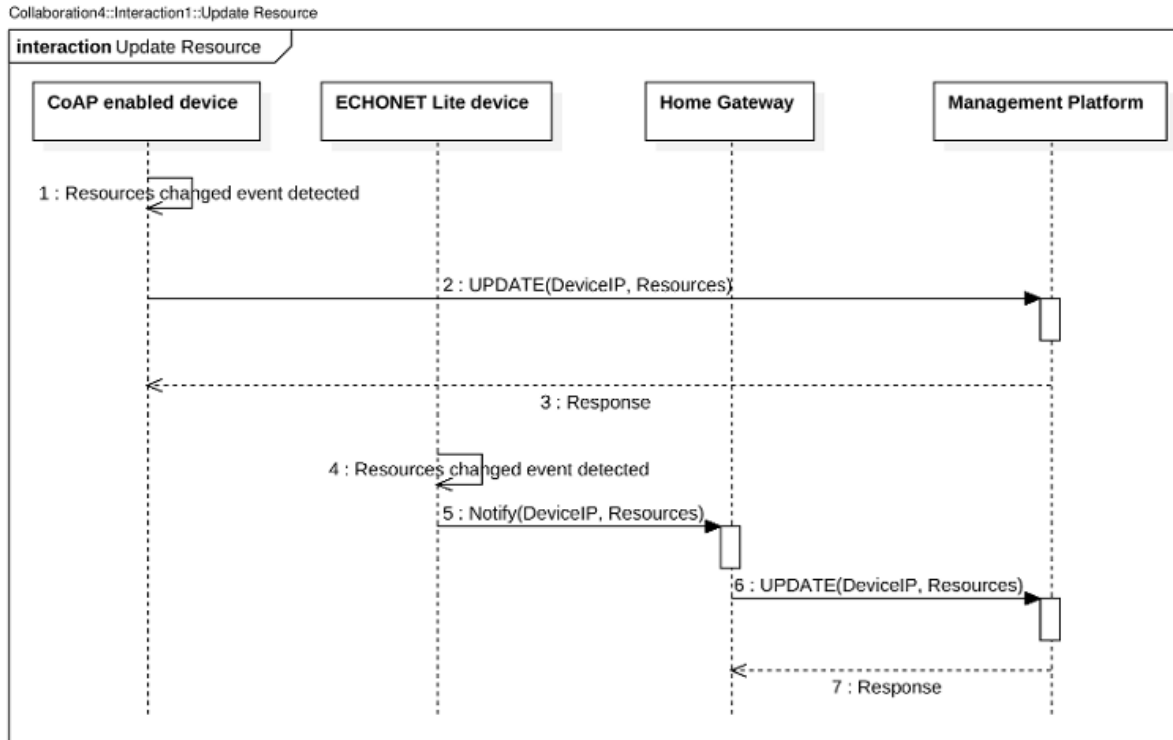 Collaboration4::Interaction1::Update Resource
interaction Update Resource
CoAP enabled device
ECHONET Lite device
Home Gateway
Management Platform
1 : Resources changed event detected
2 : UPDATE(DeviceIP, Resources)
3 : Response
4 : Resources changed event detected
5 : Notify(DeviceIP, Resources)
6 : UPDATE(DeviceIP, Resources)
7 : Response